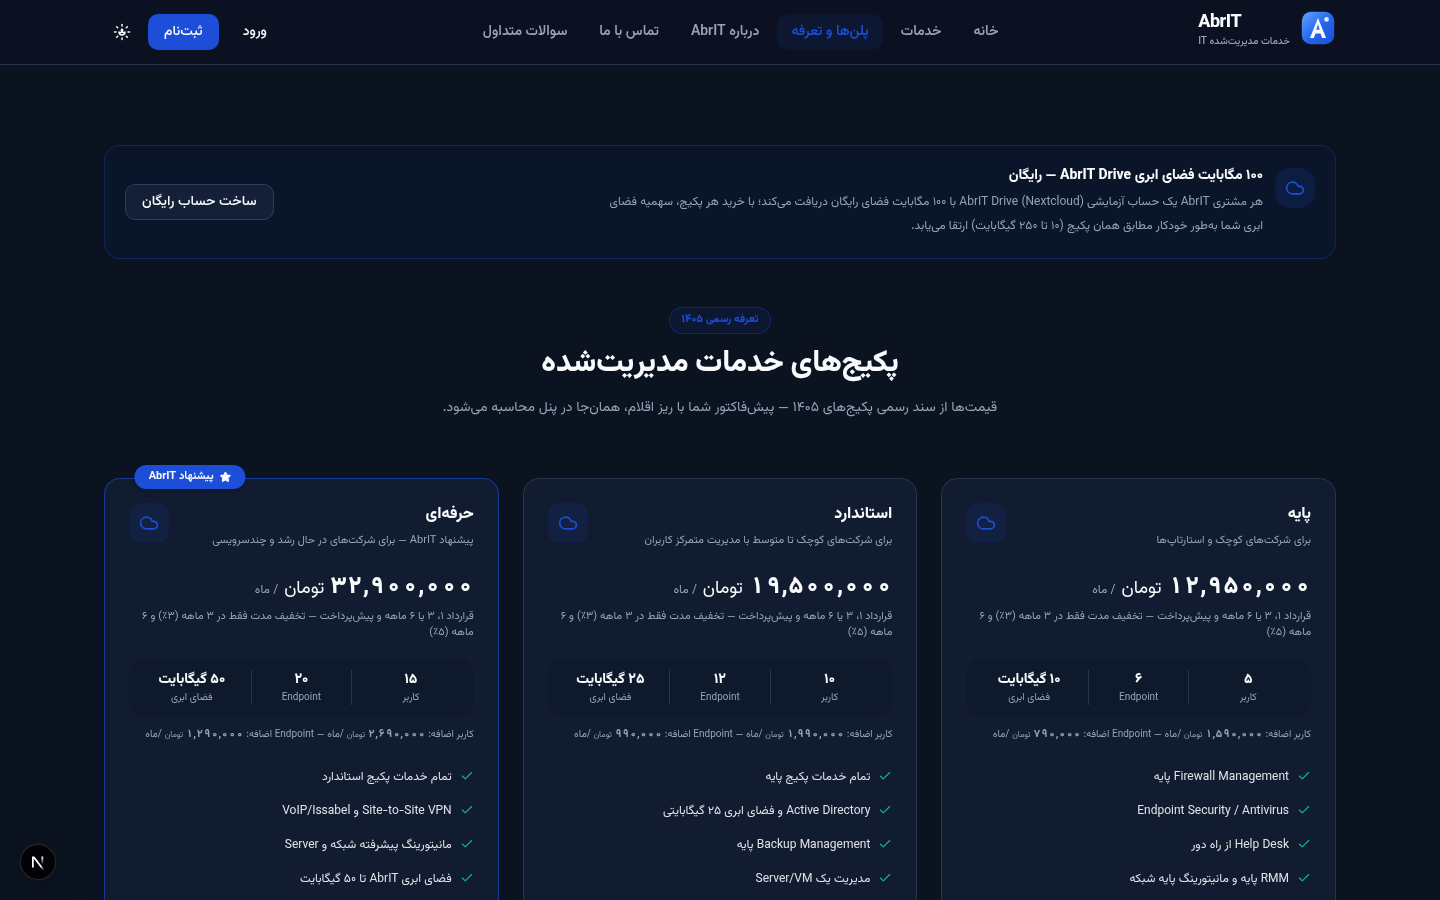 AbrIT
خدمات مدیریت‌شده IT
خانه
خدمات
پلن‌ها و تعرفه
درباره AbrIT
تماس با ما
سوالات متداول
ورود
ثبت‌نام
۱۰۰ مگابایت فضای ابری AbrIT Drive — رایگان
هر مشتری AbrIT یک حساب آزمایشی AbrIT Drive (Nextcloud) با ۱۰۰ مگابایت فضای رایگان دریافت می‌کند؛ با خرید هر پکیج، سهمیه فضای
ابری شما به‌طور خودکار مطابق همان پکیج (۱۰ تا ۲۵۰ گیگابایت) ارتقا می‌یابد.
ساخت حساب رایگان
تعرفه رسمی ۱۴۰۵
پکیج‌های خدمات مدیریت‌شده
قیمت‌ها از سند رسمی پکیج‌های ۱۴۰۵ — پیش‌فاکتور شما با ریز اقلام، همان‌جا در پنل محاسبه می‌شود.
پایه
برای شرکت‌های کوچک و استارتاپ‌ها
۱۲,۹۵۰,۰۰۰ تومان / ماه
قرارداد ۱، ۳ یا ۶ ماهه و پیش‌پرداخت — تخفیف مدت فقط در ۳ ماهه (۳٪) و ۶
ماهه (۵٪)
۵
کاربر
۶
Endpoint
۱۰ گیگابایت
فضای ابری
کاربر اضافه: ۱,۵۹۰,۰۰۰ تومان /ماه — Endpoint اضافه: ۷۹۰,۰۰۰ تومان /ماه
Firewall Management پایه
Endpoint Security / Antivirus
Help Desk از راه دور
RMM پایه و مانیتورینگ پایه شبکه
استاندارد
برای شرکت‌های کوچک تا متوسط با مدیریت متمرکز کاربران
۱۹,۵۰۰,۰۰۰ تومان / ماه
قرارداد ۱، ۳ یا ۶ ماهه و پیش‌پرداخت — تخفیف مدت فقط در ۳ ماهه (۳٪) و ۶
ماهه (۵٪)
۱۰
کاربر
۱۲
Endpoint
۲۵ گیگابایت
فضای ابری
کاربر اضافه: ۱,۹۹۰,۰۰۰ تومان /ماه — Endpoint اضافه: ۹۹۰,۰۰۰ تومان /ماه
تمام خدمات پکیج پایه
Active Directory و فضای ابری ۲۵ گیگابایتی
Backup Management پایه
مدیریت یک Server/VM
پیشنهاد AbrIT
حرفه‌ای
پیشنهاد AbrIT — برای شرکت‌های در حال رشد و چندسرویسی
۳۲,۹۰۰,۰۰۰ تومان / ماه
قرارداد ۱، ۳ یا ۶ ماهه و پیش‌پرداخت — تخفیف مدت فقط در ۳ ماهه (۳٪) و ۶
ماهه (۵٪)
۱۵
کاربر
۲۰
Endpoint
۵۰ گیگابایت
فضای ابری
کاربر اضافه: ۲,۶۹۰,۰۰۰ تومان /ماه — Endpoint اضافه: ۱,۲۹۰,۰۰۰ تومان /ماه
تمام خدمات پکیج استاندارد
Site-to-Site VPN و VoIP/Issabel
مانیتورینگ پیشرفته شبکه و Server
فضای ابری AbrIT تا ۵۰ گیگابایت